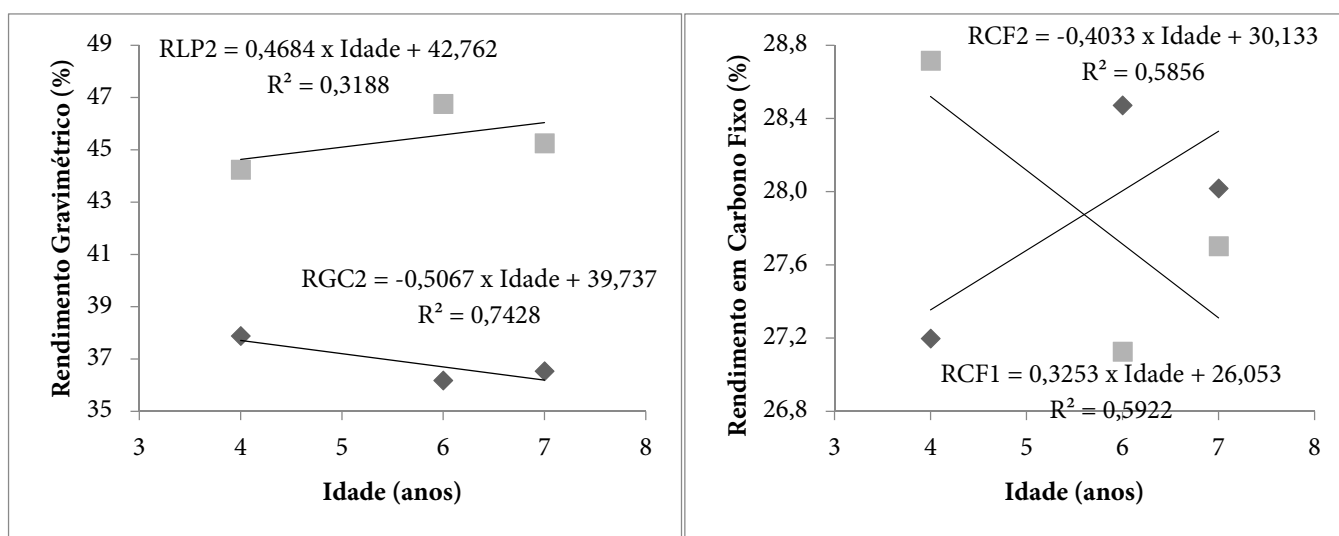 Rendimento Gravimétrico (%)
49
47
45
43
41
39
37
35
RLP2 = 0,4684 x Idade + 42,762
R² = 0,3188
RGC2 = -0,5067 x Idade + 39,737
R² = 0,7428
3 4 5 6 7 8
Idade (anos)
Rendimento em Carbono Fixo (%)
28,8
28,4
28,0
27,6
27,2
26,8
RCF2 = -0,4033 x Idade + 30,133
R² = 0,5856
RCF1 = 0,3253 x Idade + 26,053
R² = 0,5922
3 4 5 6 7 8
Idade (anos)